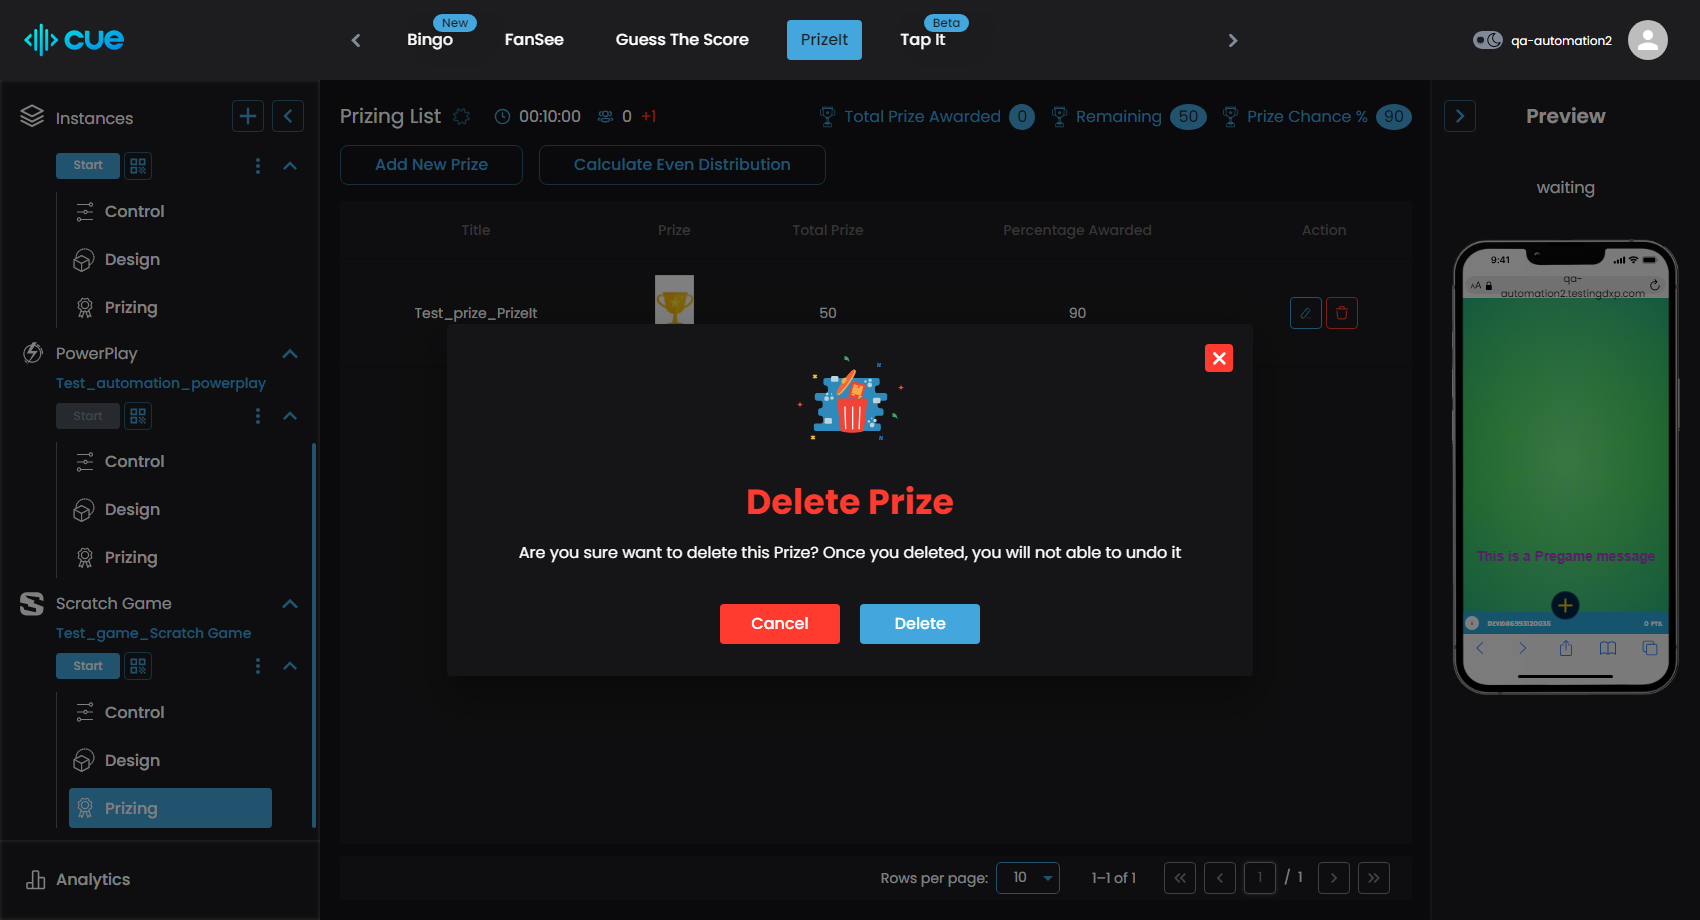 cue
Bingo
New
FanSee
Guess The Score
PrizeIt
Tap It
Beta
qa-automation2
Instances
Start
Control
Design
Prizing
PowerPlay
Test_automation_powerplay
Start
Control
Design
Prizing
Scratch Game
Test_game_Scratch Game
Start
Control
Design
Prizing
Analytics
Prizing List
00:10:00
0 +1
Total Prize Awarded 0
Remaining 50
Prize Chance % 90
Add New Prize
Calculate Even Distribution
Title Prize Total Prize Percentage Awarded Action
Test_prize_PrizeIt 50 90
Delete Prize
Are you sure want to delete this Prize? Once you deleted, you will not able to undo it
Cancel
Delete
Rows per page: 10
1–1 of 1
1 / 1
Preview
waiting
9:41
AA
qa-
automation2.testingdxp.com
This is a Pregame message
DEVI686993120035
0 PTS.